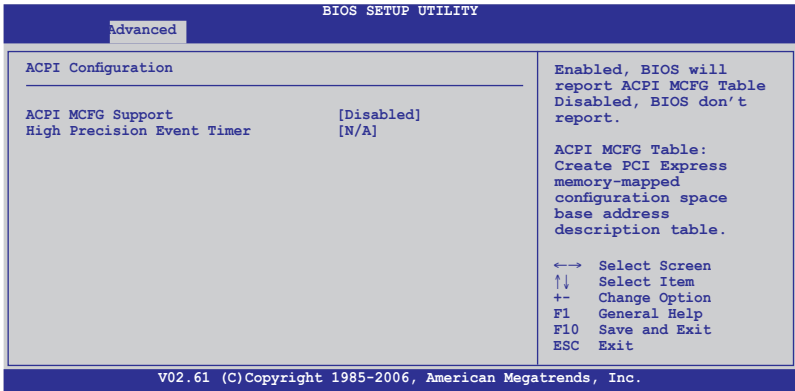 BIOS SETUP UTILITY
Advanced
ACPI Configuration
ACPI MCFG Support [Disabled]
High Precision Event Timer [N/A]
Enabled, BIOS will
report ACPI MCFG Table
Disabled, BIOS don't
report.
ACPI MCFG Table:
Create PCI Express
memory-mapped
configuration space
base address
description table.
←→ Select Screen
↑↓ Select Item
+- Change Option
F1 General Help
F10 Save and Exit
ESC Exit
V02.61 (C)Copyright 1985-2006, American Megatrends, Inc.